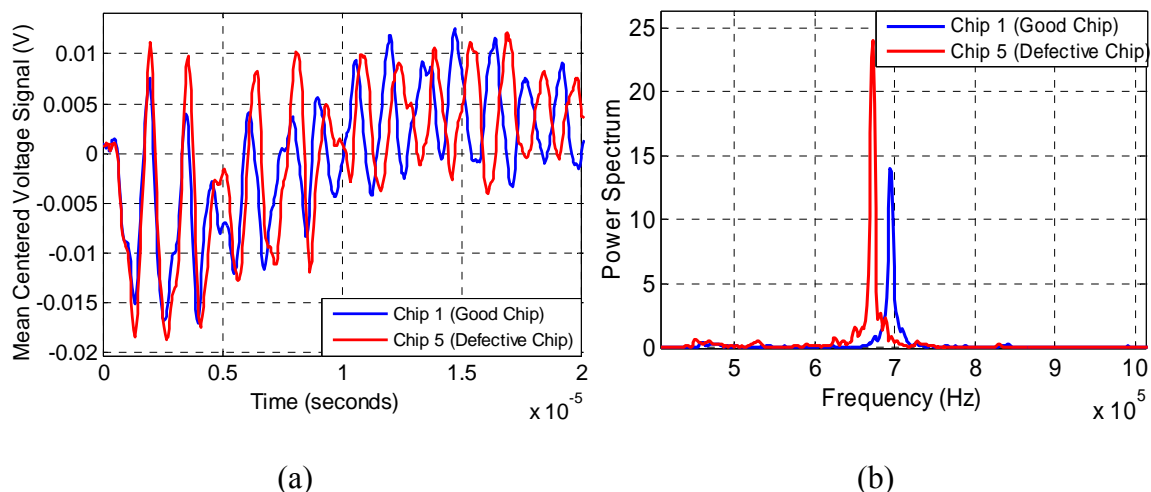 Mean Centered Voltage Signal (V)
0.01
0.005
0
-0.005
-0.01
-0.015
-0.02
Chip 1 (Good Chip)
Chip 5 (Defective Chip)
0
0.5
1
1.5
2
Time (seconds)
x 10
-5
(a)
Power Spectrum
25
20
15
10
5
0
Chip 1 (Good Chip)
Chip 5 (Defective Chip)
5
6
7
8
9
10
Frequency (Hz)
x 10
5
(b)